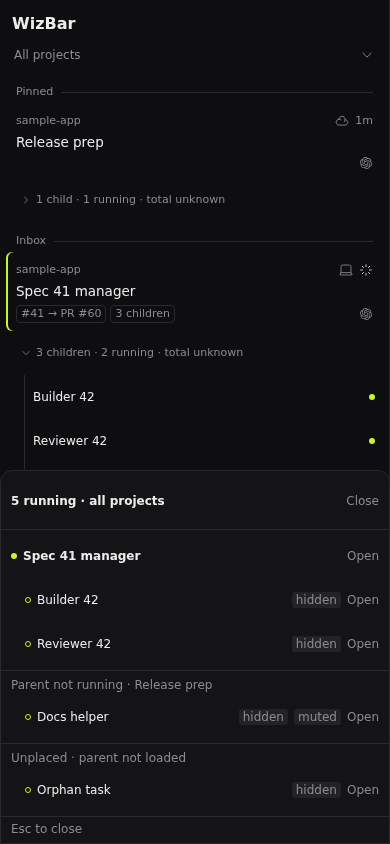 WizBar
All projects
Pinned
sample-app 1m
Release prep
1 child · 1 running · total unknown
Inbox
sample-app
Spec 41 manager
#41 → PR #60 3 children
3 children · 2 running · total unknown
Builder 42
Reviewer 42
5 running · all projects Close
Spec 41 manager Open
Builder 42 hidden Open
Reviewer 42 hidden Open
Parent not running · Release prep
Docs helper hidden muted Open
Unplaced · parent not loaded
Orphan task hidden Open
Esc to close